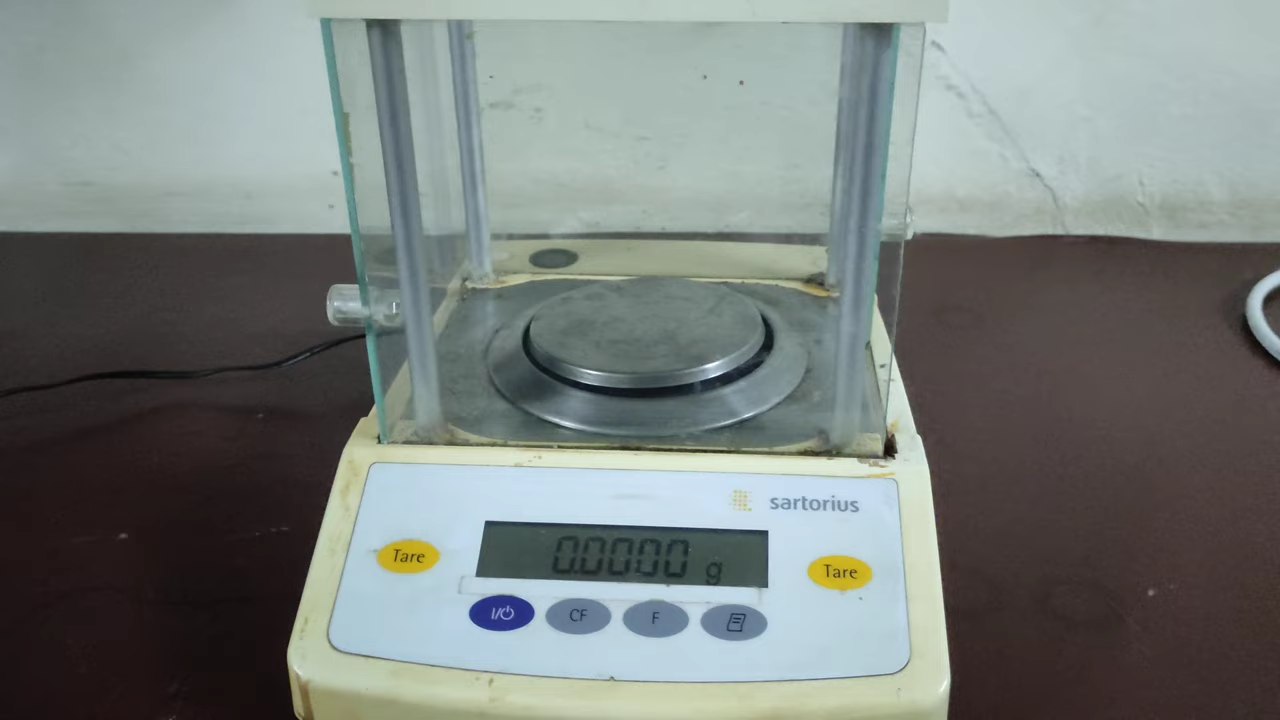 sartorius
0.0000 g
Tare
Tare
I/⏻
CF
F